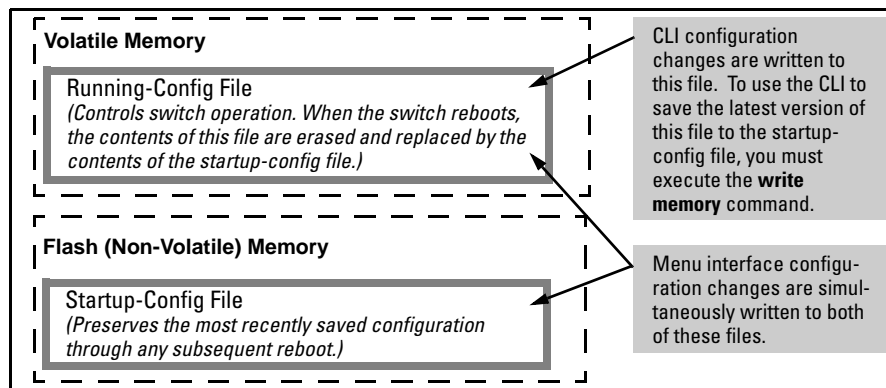 Volatile Memory
Running-Config File
(Controls switch operation. When the switch reboots,
the contents of this file are erased and replaced by the
contents of the startup-config file.)
CLI configuration
changes are written to
this file.  To use the CLI to
save the latest version of
this file to the startup-
config file, you must
execute the write
memory command.
Flash (Non-Volatile) Memory
Startup-Config File
(Preserves the most recently saved configuration
through any subsequent reboot.)
Menu interface configu-
ration changes are simul-
taneously written to both
of these files.